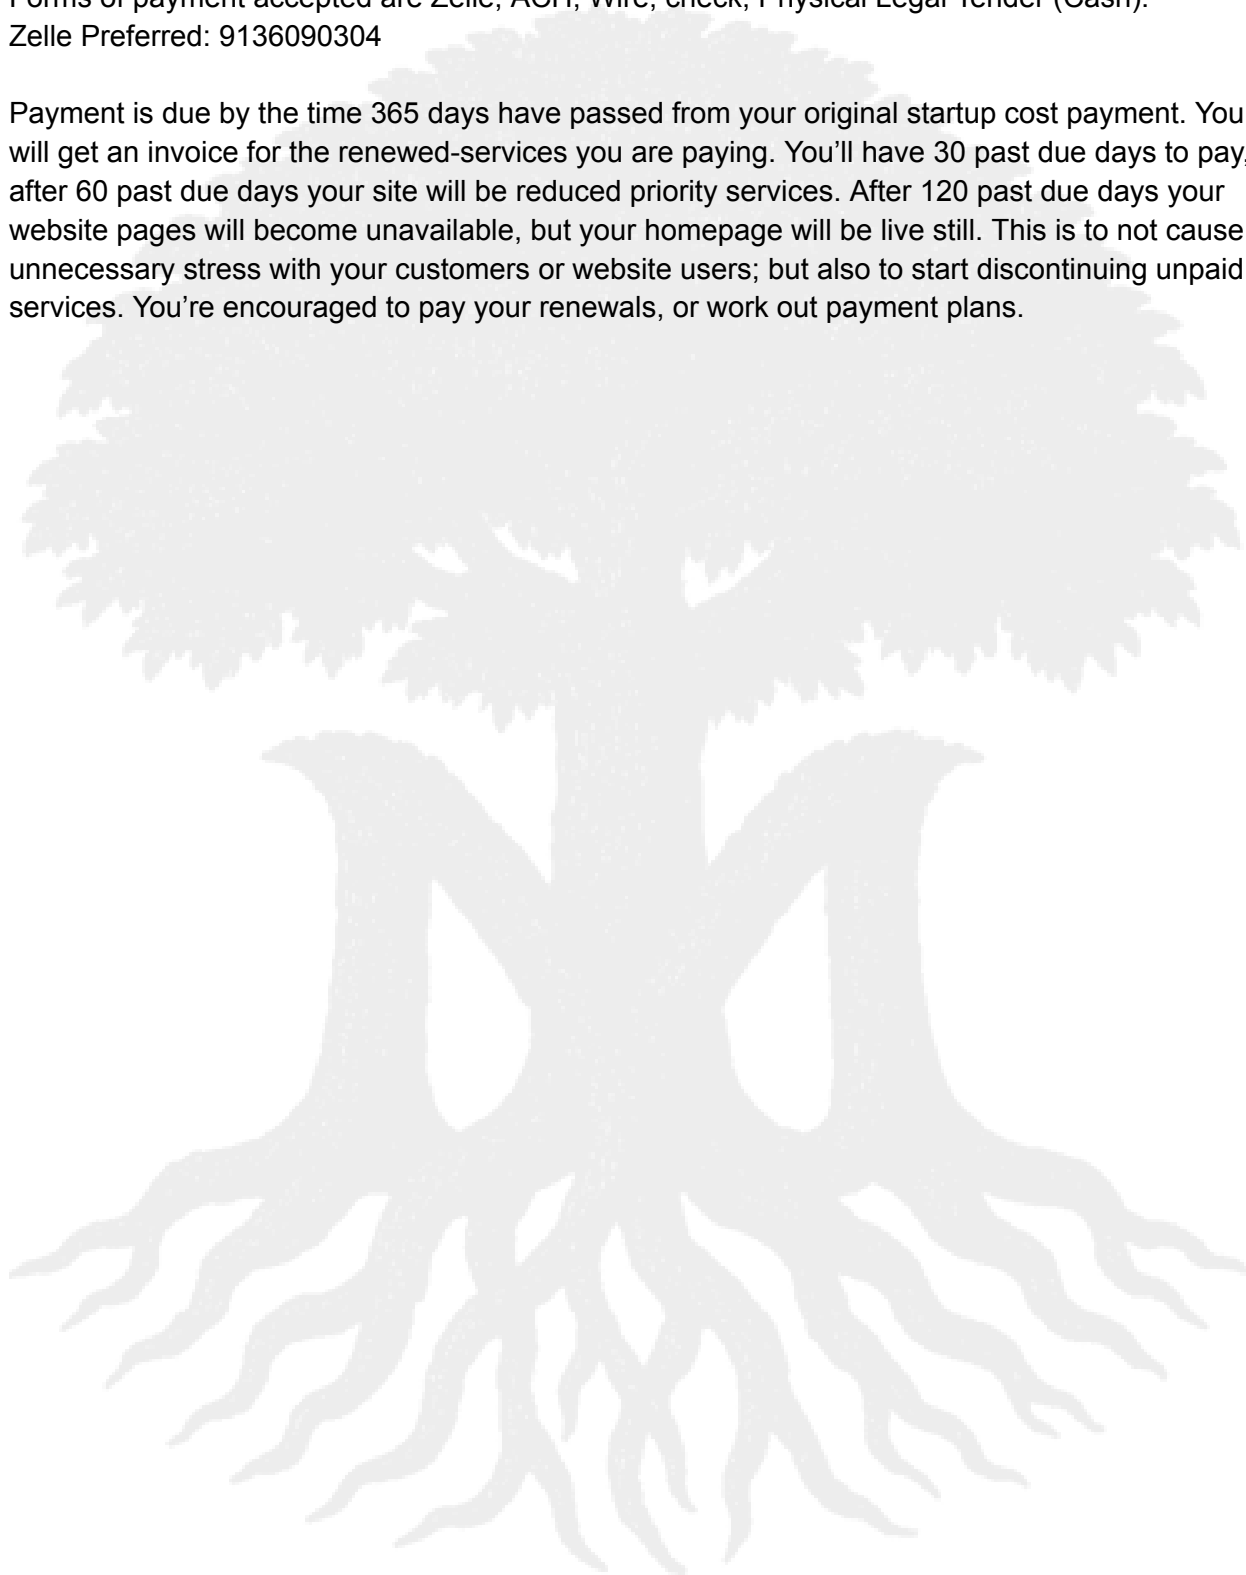 Forms of payment accepted are Zelle, ACH, Wire, check, Physical Legal Tender (Cash).
Zelle Preferred: 9136090304
Payment is due by the time 365 days have passed from your original startup cost payment. You
will get an invoice for the renewed-services you are paying. You’ll have 30 past due days to pay,
after 60 past due days your site will be reduced priority services. After 120 past due days your
website pages will become unavailable, but your homepage will be live still. This is to not cause
unnecessary stress with your customers or website users; but also to start discontinuing unpaid
services. You’re encouraged to pay your renewals, or work out payment plans.